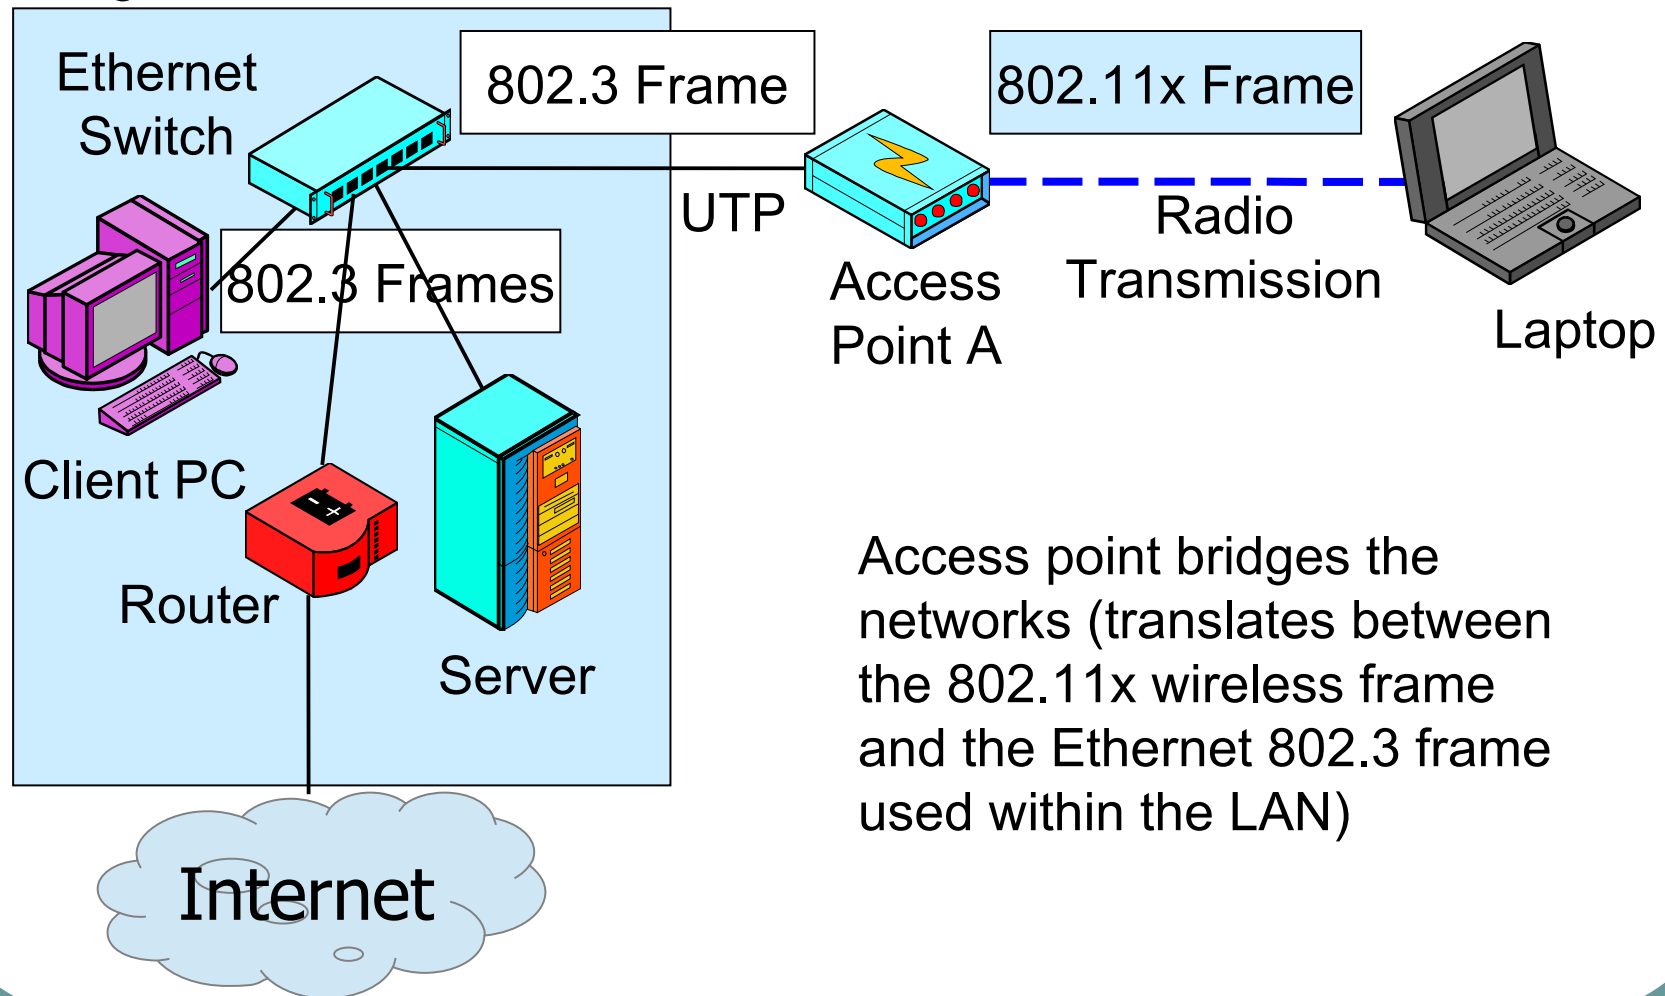 Ethernet
Switch
802.3 Frame
802.11x Frame
UTP
Radio
Transmission
802.3 Frames
Access
Point A
Laptop
Client PC
Router
Server
Access point bridges the
networks (translates between
the 802.11x wireless frame
and the Ethernet 802.3 frame
used within the LAN)
Internet